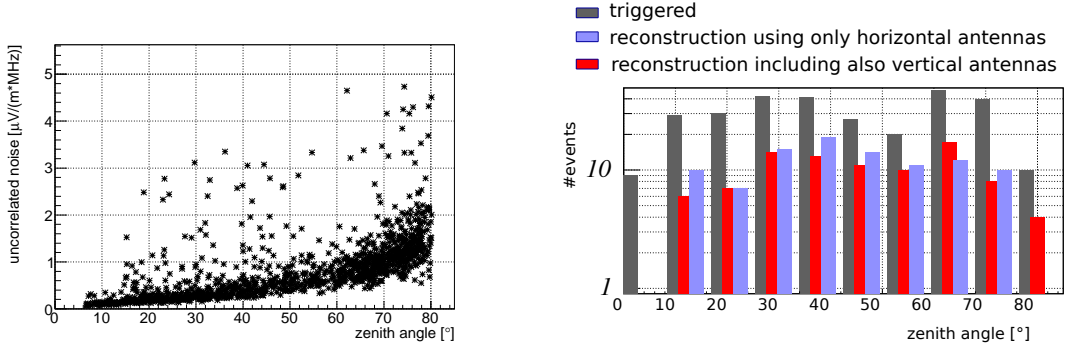 uncorrelated noise [μV/(m*MHz)]
5
4
3
2
1
0
0 10 20 30 40 50 60 70 80
zenith angle [°]
triggered
reconstruction using only horizontal antennas
reconstruction including also vertical antennas
#events
10
1
0 10 20 30 40 50 60 70 80
zenith angle [°]